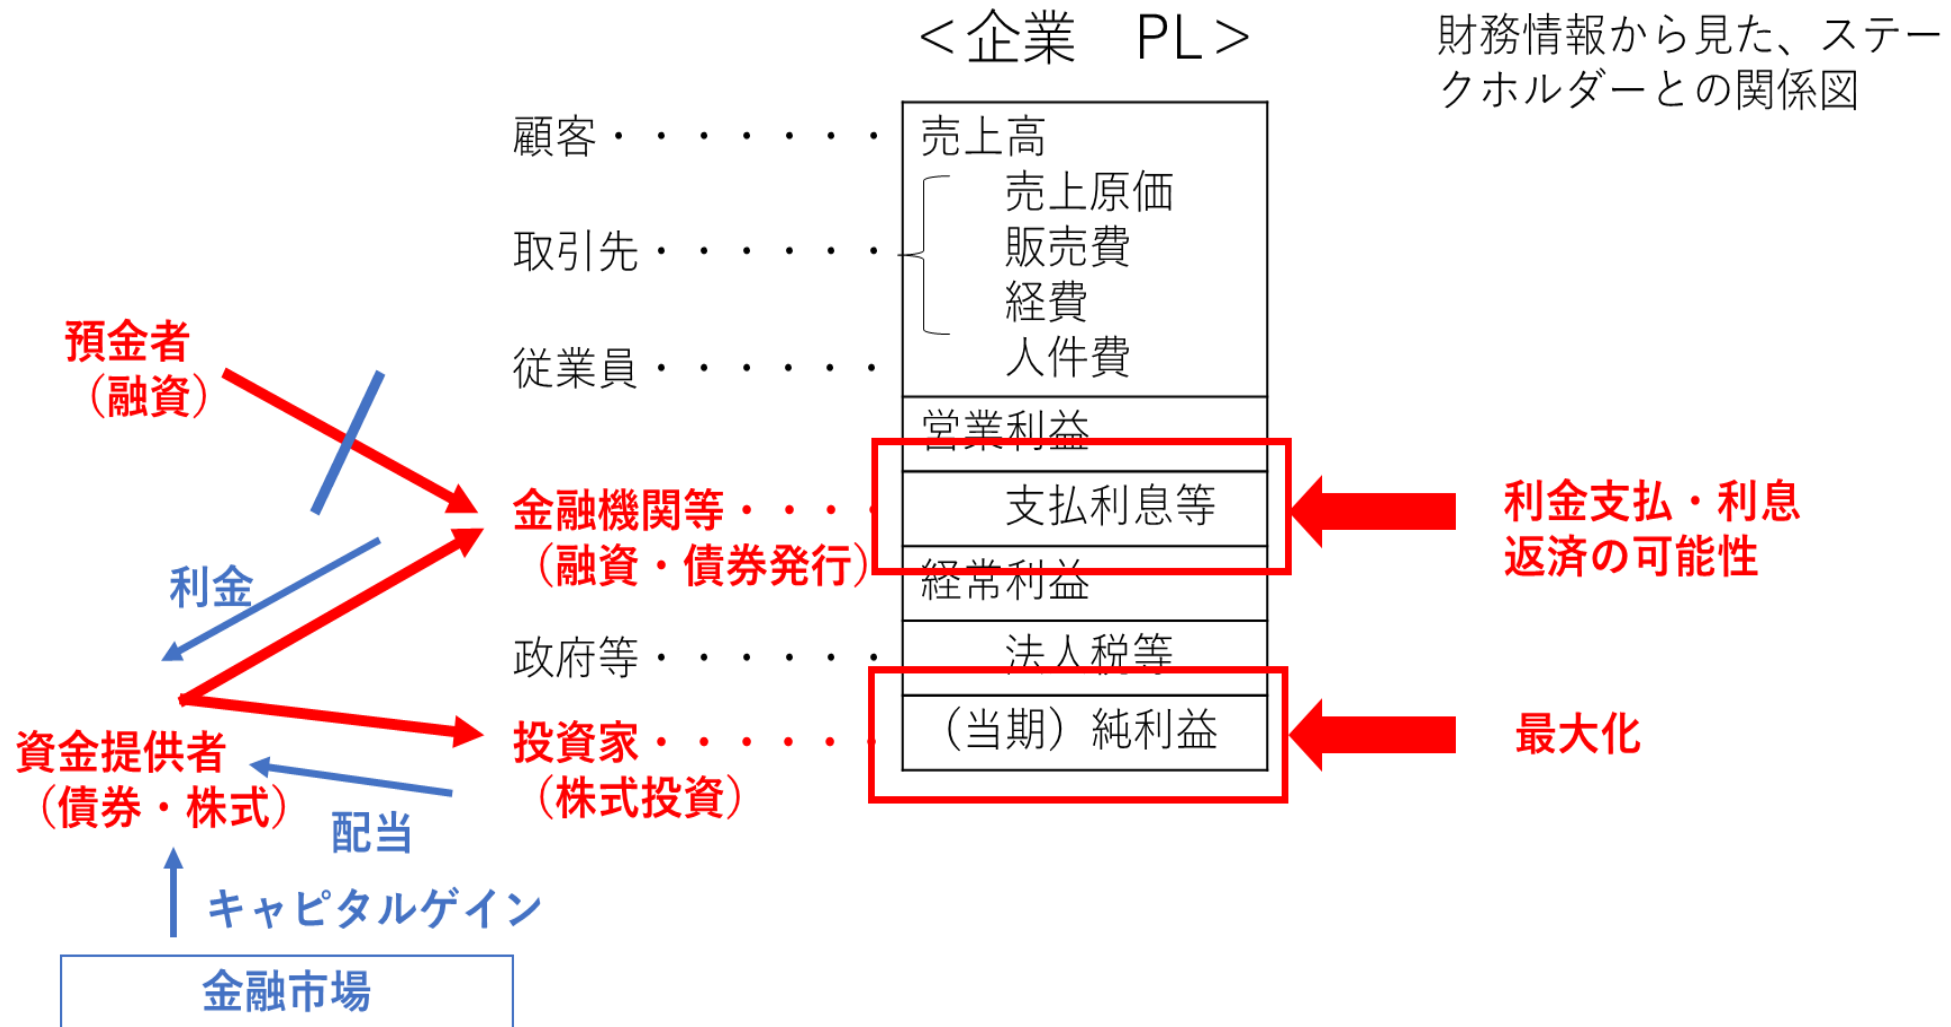 ＜企業　PL＞
財務情報から見た、ステー
クホルダーとの関係図
顧客・・・・・・・
売上高
売上原価
取引先・・・・・・
販売費
経費
従業員・・・・・・
人件費
預金者
（融資）
営業利益
金融機関等・・・・
（融資・債券発行）
支払利息等
利金支払・利息
返済の可能性
利金
経常利益
政府等・・・・・・
法人税等
投資家・・・・・・
（株式投資）
（当期）純利益
最大化
資金提供者
（債券・株式）
配当
キャピタルゲイン
金融市場